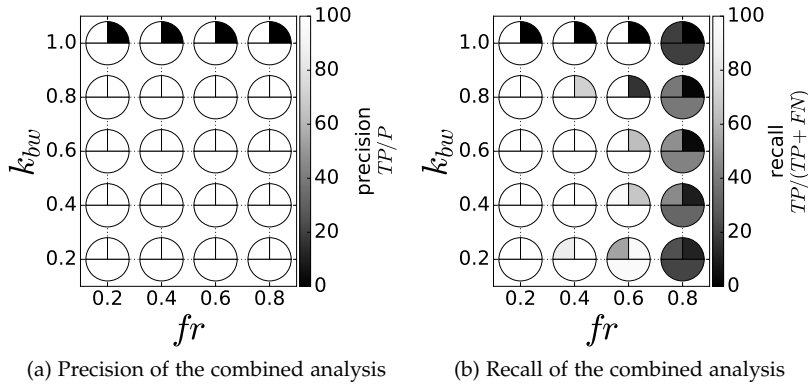 1.0
0.8
0.6
0.4
0.2
k_bw
0.2 0.4 0.6 0.8
fr
100
80
60
40
20
0
precision
TP/P
(a) Precision of the combined analysis
1.0
0.8
0.6
0.4
0.2
k_bw
0.2 0.4 0.6 0.8
fr
100
80
60
40
20
0
recall
TP/(TP + FN)
(b) Recall of the combined analysis